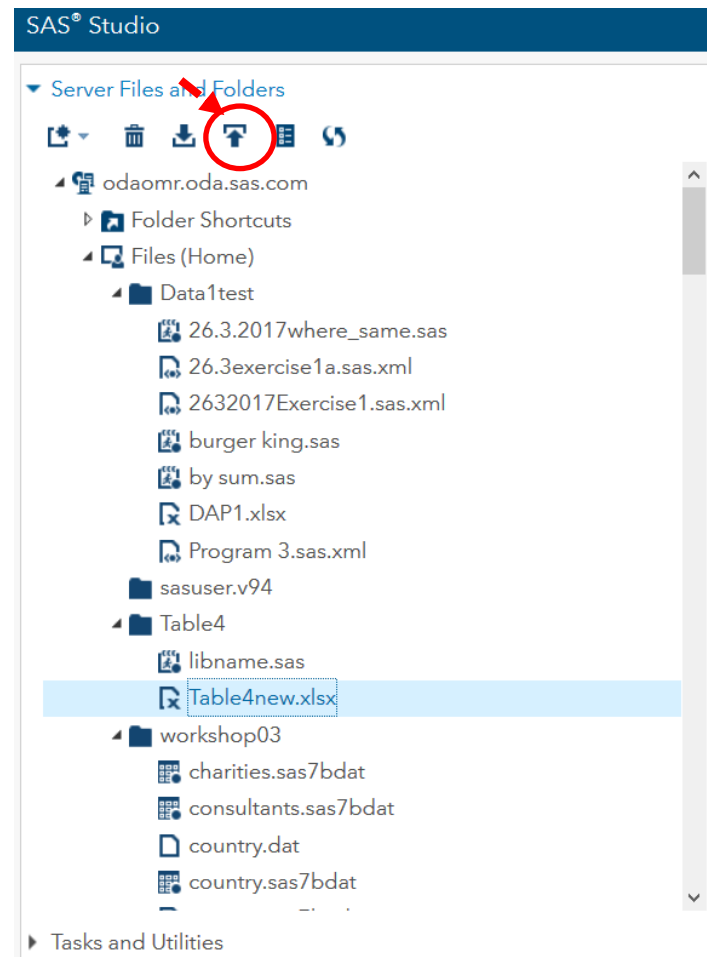 SAS® Studio
Server Files and Folders
odaomr.oda.sas.com
Folder Shortcuts
Files (Home)
Data1test
26.3.2017where_same.sas
26.3exercise1a.sas.xml
2632017Exercise1.sas.xml
burger king.sas
by sum.sas
DAP1.xlsx
Program 3.sas.xml
sasuser.v94
Table4
libname.sas
Table4new.xlsx
workshop03
charities.sas7bdat
consultants.sas7bdat
country.dat
country.sas7bdat
Tasks and Utilities